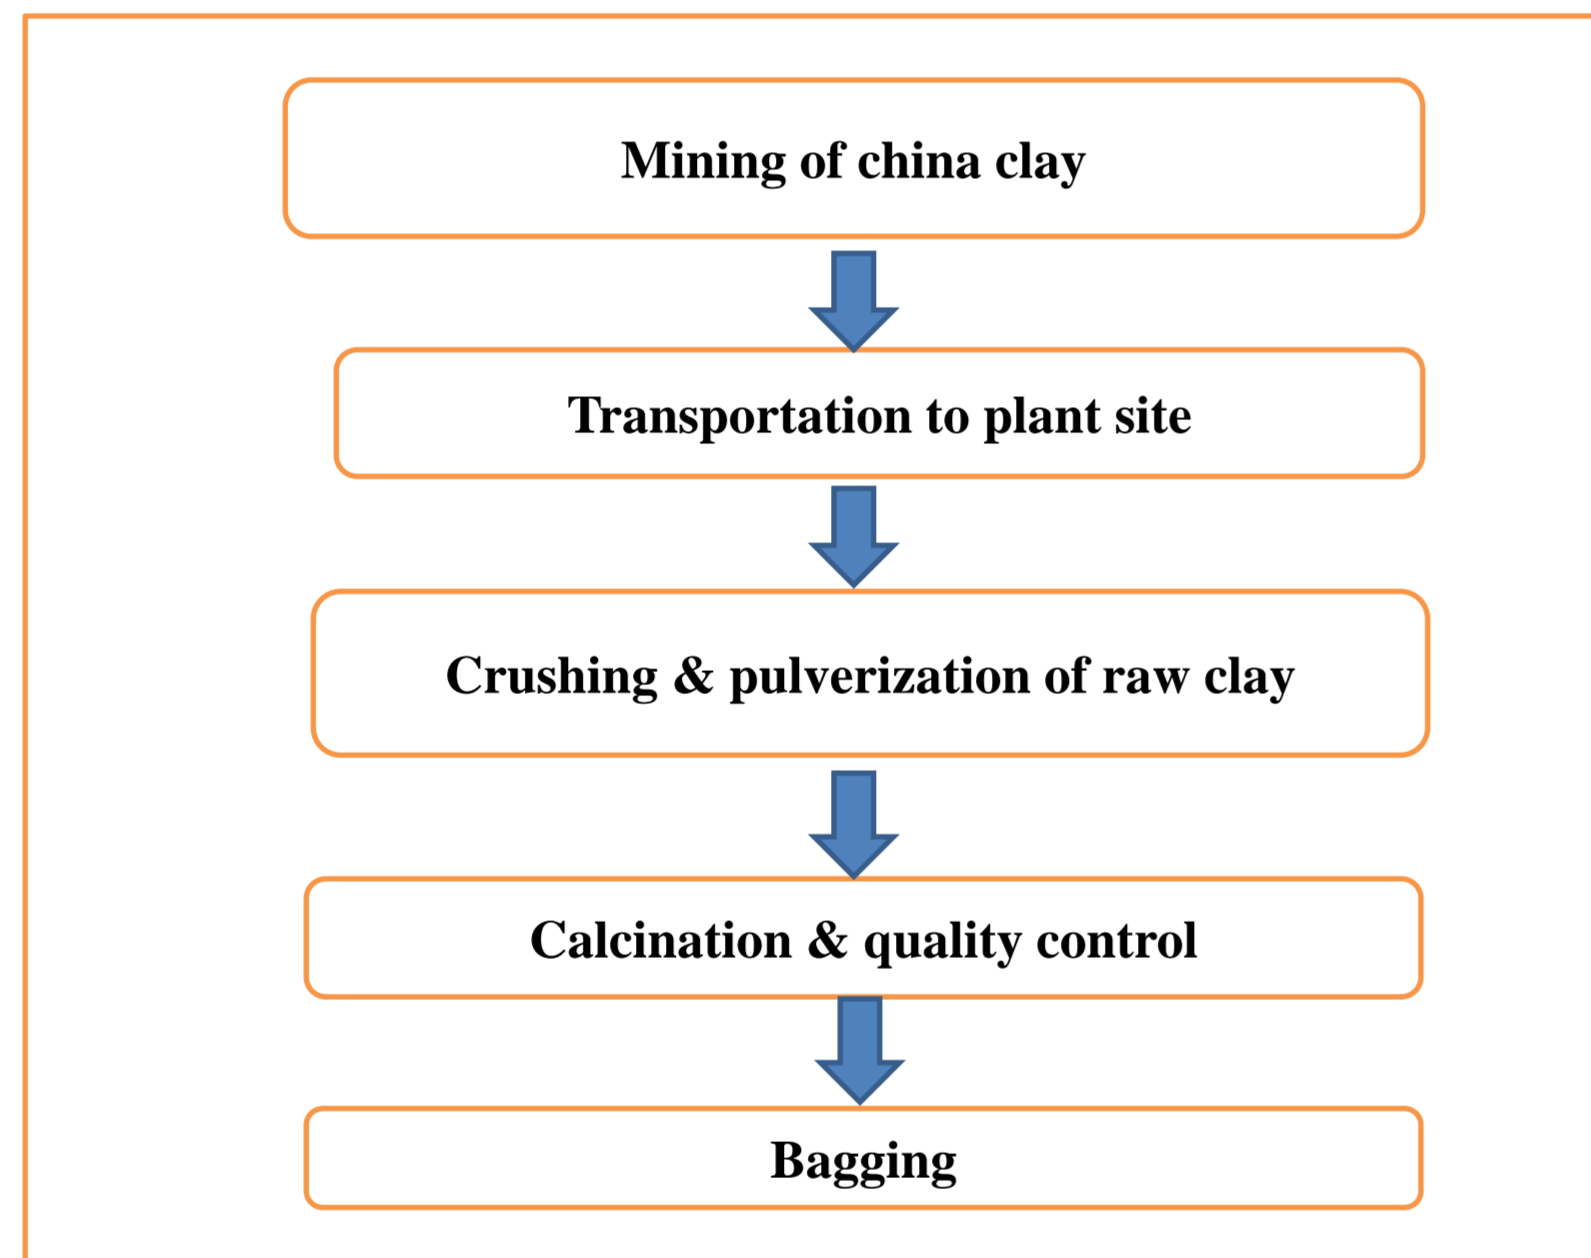 Mining of china clay
Transportation to plant site
Crushing & pulverization of raw clay
Calcination & quality control
Bagging